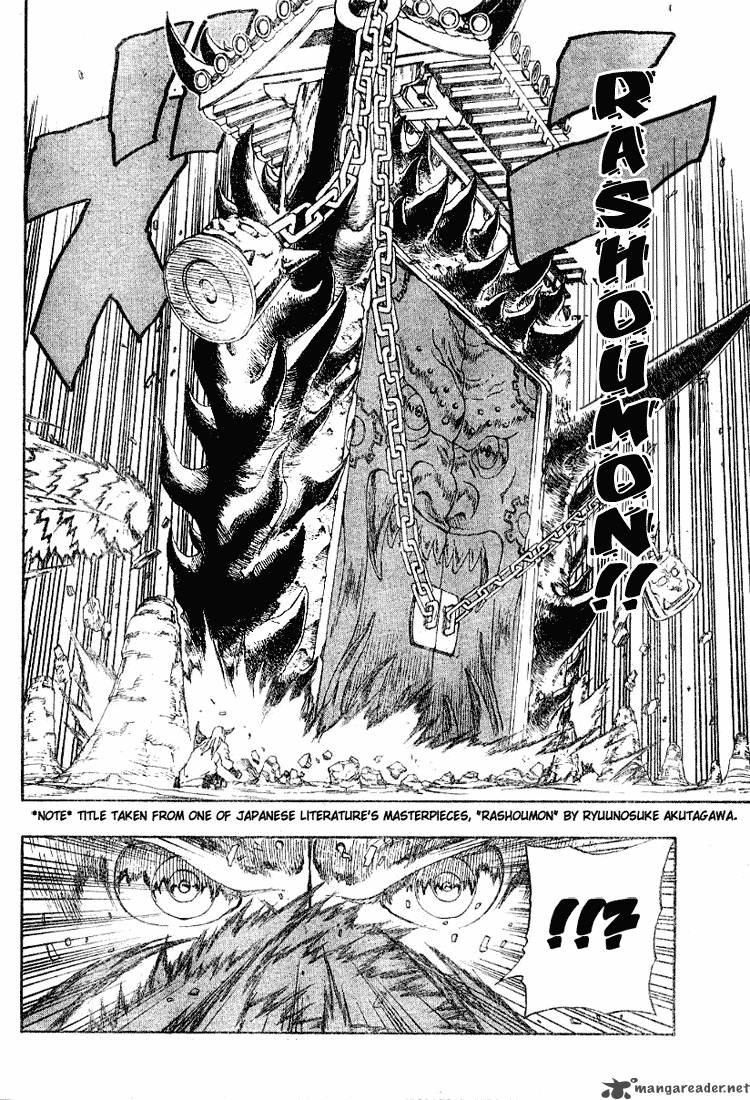 RASHOUMON!!
*NOTE* TITLE TAKEN FROM ONE OF JAPANESE LITERATURE'S MASTERPIECES, "RASHOUMON" BY RYUUNOSUKE AKUTAGAWA.
!!?
mangareader.net